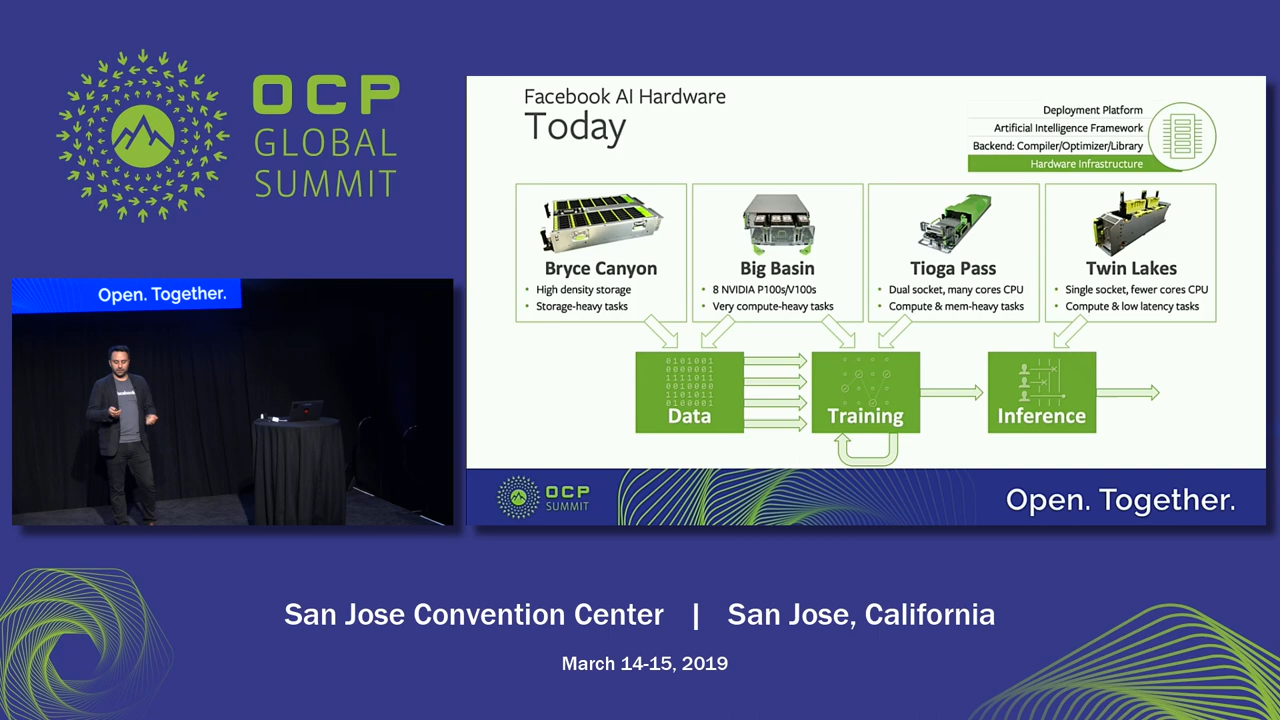 OCP
GLOBAL
SUMMIT
Open. Together.
Facebook AI Hardware
Today
Deployment Platform
Artificial Intelligence Framework
Backend: Compiler/Optimizer/Library
Hardware Infrastructure
Bryce Canyon
• High density storage
• Storage-heavy tasks
Big Basin
• 8 NVIDIA P100s/V100s
• Very compute-heavy tasks
Tioga Pass
• Dual socket, many cores CPU
• Compute & mem-heavy tasks
Twin Lakes
• Single socket, fewer cores CPU
• Compute & low latency tasks
0101001
0000001
1111011
0010000
1101011
0100001
Data
Training
Inference
OCP
SUMMIT
Open. Together.
San Jose Convention Center | San Jose, California
March 14-15, 2019